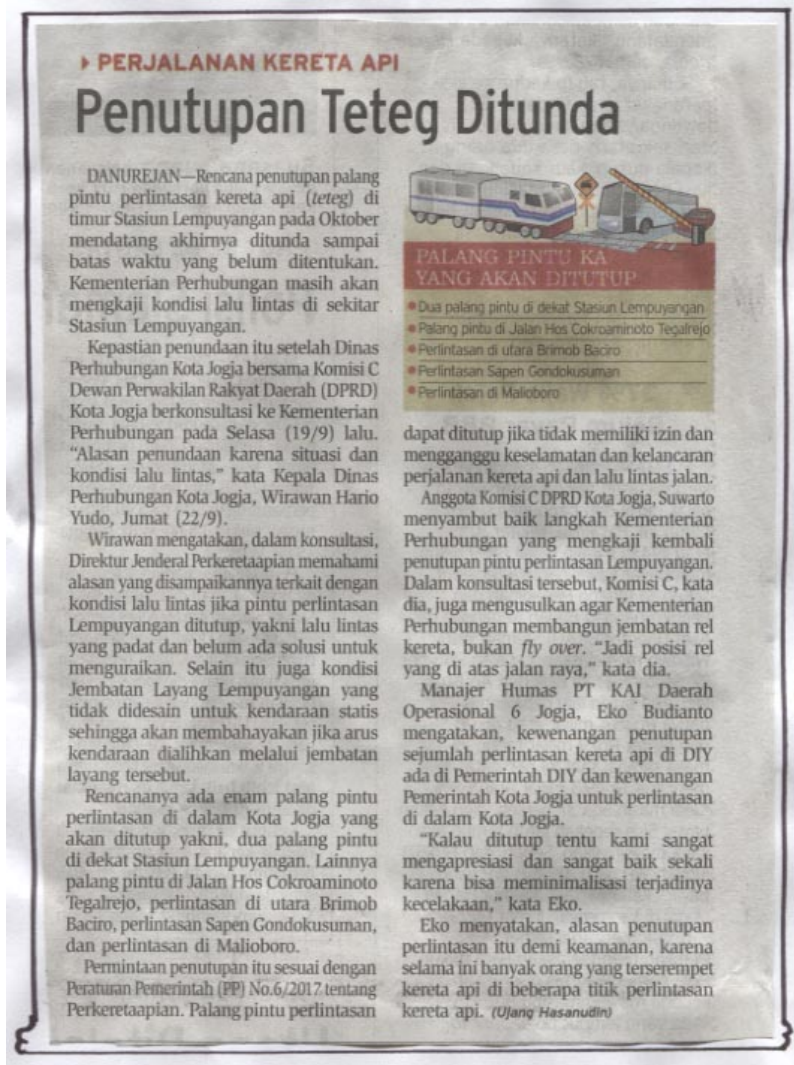 PERJALANAN KERETA API
Penutupan Teteg Ditunda
DANUREJAN—Rencana penutupan palang
pintu perlintasan kereta api (teteg) di
timur Stasiun Lempuyangan pada Oktober
mendatang akhirnya ditunda sampai
batas waktu yang belum ditentukan.
Kementerian Perhubungan masih akan
mengkaji kondisi lalu lintas di sekitar
Stasiun Lempuyangan.
Kepastian penundaan itu setelah Dinas
Perhubungan Kota Jogja bersama Komisi C
Dewan Perwakilan Rakyat Daerah (DPRD)
Kota Jogja berkonsultasi ke Kementerian
Perhubungan pada Selasa (19/9) lalu.
"Alasan penundaan karena situasi dan
kondisi lalu lintas," kata Kepala Dinas
Perhubungan Kota Jogja, Wirawan Hario
Yudo, Jumat (22/9).
Wirawan mengatakan, dalam konsultasi,
Direktur Jenderal Perkeretaapian memahami
alasan yang disampaikannya terkait dengan
kondisi lalu lintas jika pintu perlintasan
Lempuyangan ditutup, yakni lalu lintas
yang padat dan belum ada solusi untuk
menguraikan. Selain itu juga kondisi
Jembatan Layang Lempuyangan yang
tidak didesain untuk kendaraan statis
sehingga akan membahayakan jika arus
kendaraan dialihkan melalui jembatan
layang tersebut.
Rencananya ada enam palang pintu
perlintasan di dalam Kota Jogja yang
akan ditutup yakni, dua palang pintu
di dekat Stasiun Lempuyangan. Lainnya
palang pintu di Jalan Hos Cokroaminoto
Tegalrejo, perlintasan di utara Brimob
Baciro, perlintasan Sapen Gondokusuman,
dan perlintasan di Malioboro.
Permintaan penutupan itu sesuai dengan
Peraturan Pemerintah (PP) No.6/2017 tentang
Perkeretaapian. Palang pintu perlintasan
PALANG PINTU KA
YANG AKAN DITUTUP
Dua palang pintu di dekat Stasiun Lempuyangan
Palang pintu di Jalan Hos Cokroaminoto Tegalrejo
Perlintasan di utara Brimob Baciro
Perlintasan Sapen Gondokusuman
Perlintasan di Malioboro
dapat ditutup jika tidak memiliki izin dan
mengganggu keselamatan dan kelancaran
perjalanan kereta api dan lalu lintas jalan.
Anggota Komisi C DPRD Kota Jogja, Suwarto
menyambut baik langkah Kementerian
Perhubungan yang mengkaji kembali
penutupan pintu perlintasan Lempuyangan.
Dalam konsultasi tersebut, Komisi C, kata
dia, juga mengusulkan agar Kementerian
Perhubungan membangun jembatan rel
kereta, bukan fly over. "Jadi posisi rel
yang di atas jalan raya," kata dia.
Manajer Humas PT KAI Daerah
Operasional 6 Jogja, Eko Budianto
mengatakan, kewenangan penutupan
sejumlah perlintasan kereta api di DIY
ada di Pemerintah DIY dan kewenangan
Pemerintah Kota Jogja untuk perlintasan
di dalam Kota Jogja.
"Kalau ditutup tentu kami sangat
mengapresiasi dan sangat baik sekali
karena bisa meminimalisasi terjadinya
kecelakaan," kata Eko.
Eko menyatakan, alasan penutupan
perlintasan itu demi keamanan, karena
selama ini banyak orang yang terserempet
kereta api di beberapa titik perlintasan
kereta api. (Ujang Hasanudin)